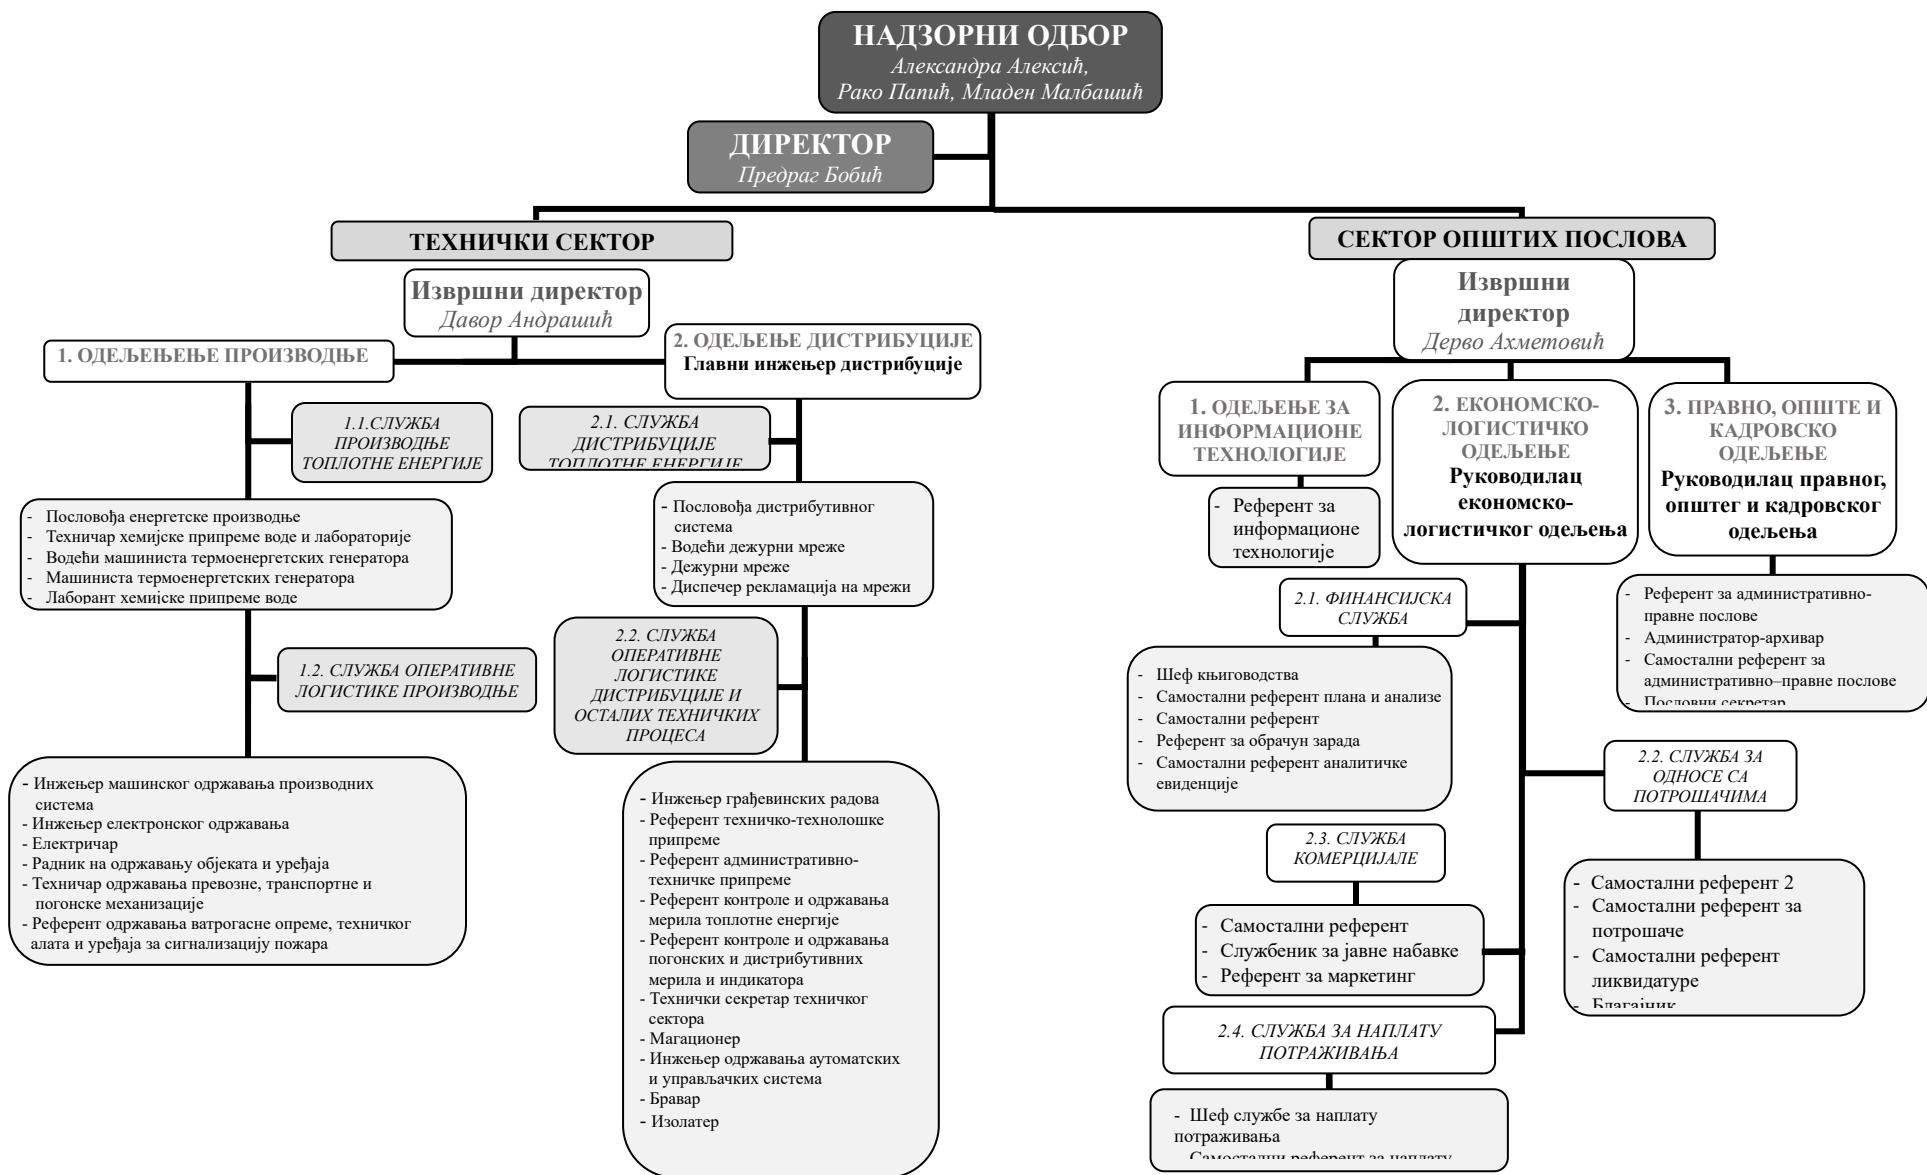 НАДЗОРНИ ОДБОР
Александра Алексић,
Рако Папић, Младен Малбашић
ДИРЕКТОР
Предраг Бобић
ТЕХНИЧКИ СЕКТОР
Извршни директор
Давор Андрашић
1. ОДЕЉЕЊЕЊЕ ПРОИЗВОДЊЕ
1.1.СЛУЖБА
ПРОИЗВОДЊЕ
ТОПЛОТНЕ ЕНЕРГИЈЕ
- Пословођа енергетске производње
- Техничар хемијске припреме воде и лабораторије
- Водећи машиниста термоенергетских генератора
- Машиниста термоенергетских генератора
- Лаборант хемијске припреме воде
1.2. СЛУЖБА ОПЕРАТИВНЕ
ЛОГИСТИКЕ ПРОИЗВОДЊЕ
- Инжењер машинског одржавања производних
система
- Инжењер електронског одржавања
- Електричар
- Радник на одржавању објеката и уређаја
- Техничар одржавања превозне, транспортне и
погонске механизације
- Референт одржавања ватрогасне опреме, техничког
алата и уређаја за сигнализацију пожара
2. ОДЕЉЕЊЕ ДИСТРИБУЦИЈЕ
Главни инжењер дистрибуције
2.1. СЛУЖБА
ДИСТРИБУЦИЈЕ
ТОПЛОТНЕ ЕНЕРГИЈЕ
- Пословођа дистрибутивног
система
- Водећи дежурни мреже
- Дежурни мреже
- Диспечер рекламација на мрежи
2.2. СЛУЖБА
ОПЕРАТИВНЕ
ЛОГИСТИКЕ
ДИСТРИБУЦИЈЕ И
ОСТАЛИХ ТЕХНИЧКИХ
ПРОЦЕСА
- Инжењер грађевинских радова
- Референт техничко-технолошке
припреме
- Референт административно-
техничке припреме
- Референт контроле и одржавања
мерила топлотне енергије
- Референт контроле и одржавања
погонских и дистрибутивних
мерила и индикатора
- Технички секретар техничког
сектора
- Магационер
- Инжењер одржавања аутоматских
и управљачких система
- Бравар
- Изолатер
СЕКТОР ОПШТИХ ПОСЛОВА
Извршни
директор
Дерво Ахметовић
1. ОДЕЉЕЊЕ ЗА
ИНФОРМАЦИОНЕ
ТЕХНОЛОГИЈЕ
- Референт за
информационе
технологије
2. ЕКОНОМСКО-
ЛОГИСТИЧКО
ОДЕЉЕЊЕ
Руководилац
економско-
логистичког одељења
3. ПРАВНО, ОПШТЕ И
КАДРОВСКО
ОДЕЉЕЊЕ
Руководилац правног,
општег и кадровског
одељења
- Референт за административно-
правне послове
- Администратор-архивар
- Самостални референт за
административно–правне послове
- Пословни секретар
2.1. ФИНАНСИЈСКА
СЛУЖБА
- Шеф књиговодства
- Самостални референт плана и анализе
- Самостални референт
- Референт за обрачун зарада
- Самостални референт аналитичке
евиденције
2.2. СЛУЖБА ЗА
ОДНОСЕ СА
ПОТРОШАЧИМА
- Самостални референт 2
- Самостални референт за
потрошаче
- Самостални референт
ликвидатуре
- Благајник
2.3. СЛУЖБА
КОМЕРЦИЈАЛЕ
- Самостални референт
- Службеник за јавне набавке
- Референт за маркетинг
2.4. СЛУЖБА ЗА НАПЛАТУ
ПОТРАЖИВАЊА
- Шеф службе за наплату
потраживања
- Самостални референт за наплату